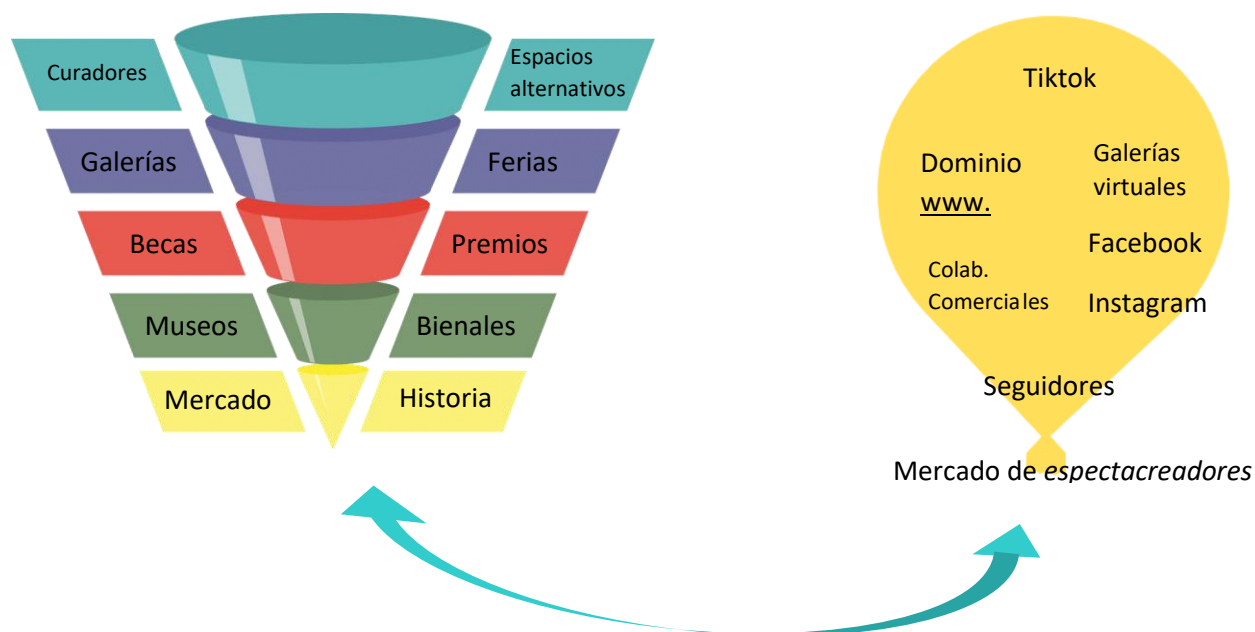 Curadores
Espacios
alternativos
Galerías
Ferias
Becas
Premios
Museos
Bienales
Mercado
Historia
Tiktok
Dominio
www.
Galerías
virtuales
Facebook
Colab.
Comerciales
Instagram
Seguidores
Mercado de espectacreadores